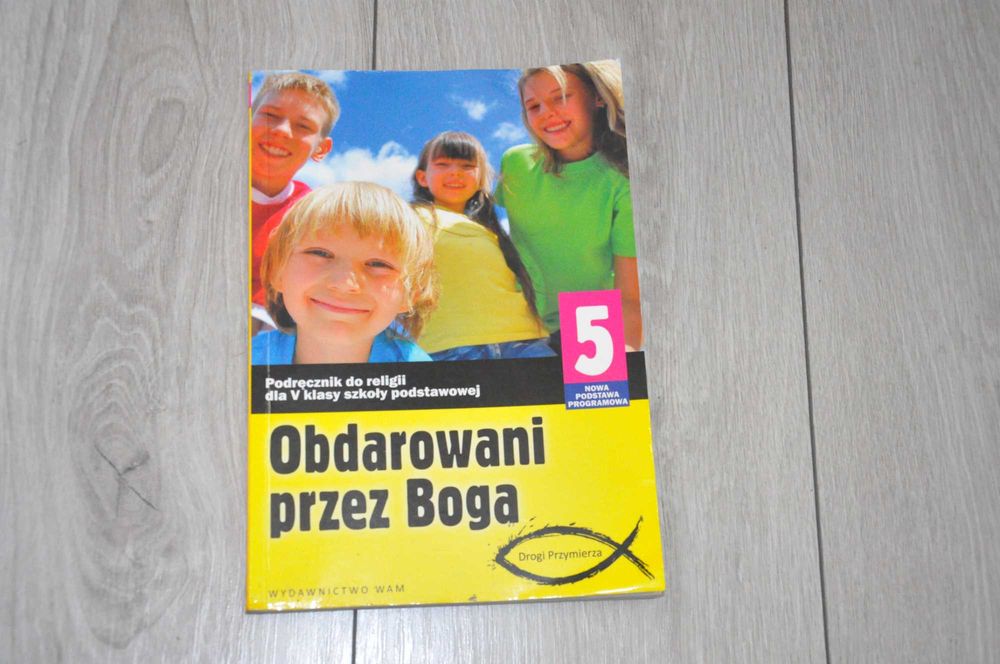 5
NOWA
PODSTAWA
PROGRAMOWA
Podręcznik do religii
dla V klasy szkoły podstawowej
Obdarowani
przez Boga
Drogi Przymierza
WYDAWNICTWO WAM